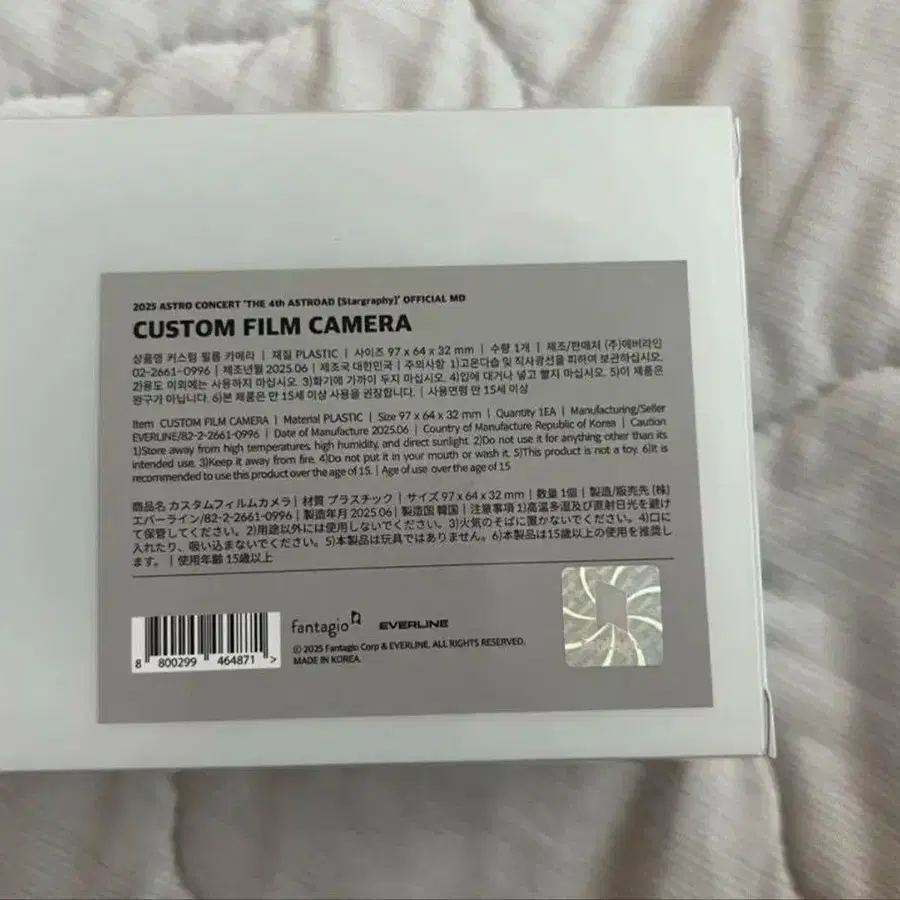 2025 ASTRO CONCERT 'THE 4th ASTROAD [Stargraphy]' OFFICIAL MD
CUSTOM FILM CAMERA
상품명 커스텀 필름 카메라 | 재질 PLASTIC | 사이즈 97 x 64 x 32 mm | 수량 1개 | 제조/판매처 (주)에버라인
02-2661-0996 | 제조년월 2025.06 | 제조국 대한민국 | 주의사항 1)고온다습 및 직사광선을 피하여 보관하십시오.
2)용도 이외에는 사용하지 마십시오. 3)화기에 가까이 두지 마십시오. 4)입에 대거나 넣고 빨지 마십시오. 5)이 제품은
완구가 아닙니다. 6)본 제품은 만 15세 이상 사용을 권장합니다. | 사용연령 만 15세 이상
Item CUSTOM FILM CAMERA | Material PLASTIC | Size 97 x 64 x 32 mm | Quantity 1EA | Manufacturing/Seller
EVERLINE/82-2-2661-0996 | Date of Manufacture 2025.06 | Country of Manufacture Republic of Korea | Caution
1)Store away from high temperatures, high humidity, and direct sunlight. 2)Do not use it for anything other than its
intended use. 3)Keep it away from fire. 4)Do not put it in your mouth or wash it. 5)This product is not a toy. 6)It is
recommended to use this product over the age of 15. | Age of use over the age of 15
商品名 カスタムフィルムカメラ | 材質 プラスチック | サイズ 97 x 64 x 32 mm | 数量 1個 | 製造/販売先 (株)
エバーライン/82-2-2661-0996 | 製造年月 2025.06 | 製造国 韓国 | 注意事項 1)高温多湿及び直射日光を避け
て保管してください。2)用途以外には使用しないでください。3)火気のそばに置かないでください。4)口に
入れたり、吸い込まないでください。5)本製品は玩具ではありません。6)本製品は15歳以上の使用を推奨し
ます。 | 使用年齢 15歳以上
8 800299 464871 >
fantagio EVERLINE
© 2025 Fantagio Corp & EVERLINE. ALL RIGHTS RESERVED.
MADE IN KOREA.